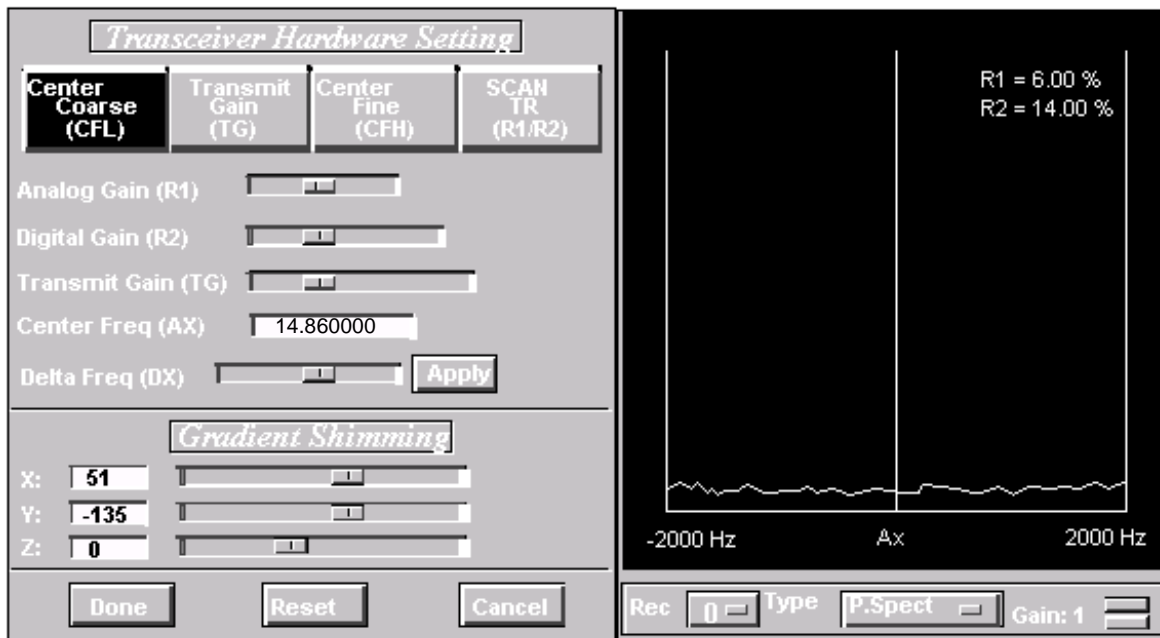 Transceiver Hardware Setting
Center Coarse (CFL)
Transmit Gain (TG)
Center Fine (CFH)
SCAN TR (R1/R2)
Analog Gain (R1)
Digital Gain (R2)
Transmit Gain (TG)
Center Freq (AX) 14.860000
Delta Freq (DX) Apply
Gradient Shimming
X: 51
Y: -135
Z: 0
Done Reset Cancel
R1 = 6.00 %
R2 = 14.00 %
-2000 Hz Ax 2000 Hz
Rec 0 Type P.Spect Gain: 1